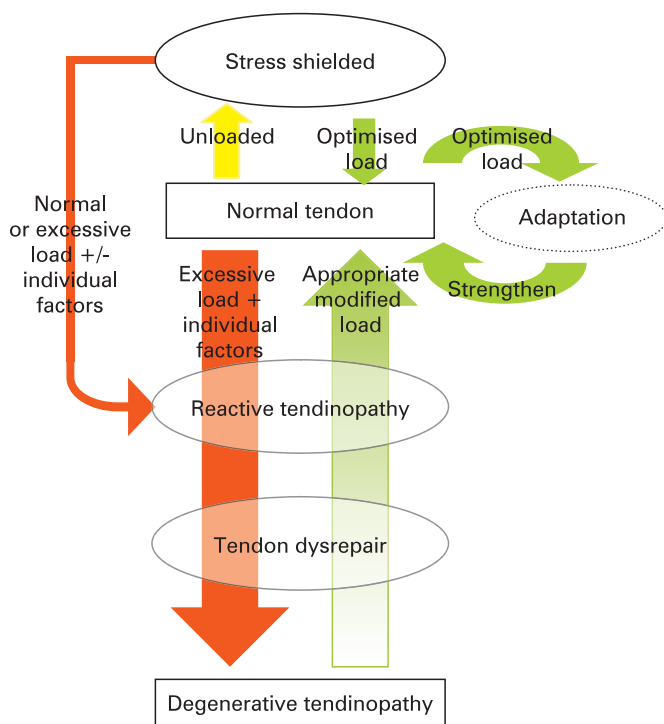 Stress shielded
Unloaded
Optimised
load
Optimised
load
Normal
or excessive
load +/-
individual
factors
Normal tendon
Adaptation
Excessive
load +
individual
factors
Appropriate
modified
load
Strengthen
Reactive tendinopathy
Tendon dysrepair
Degenerative tendinopathy